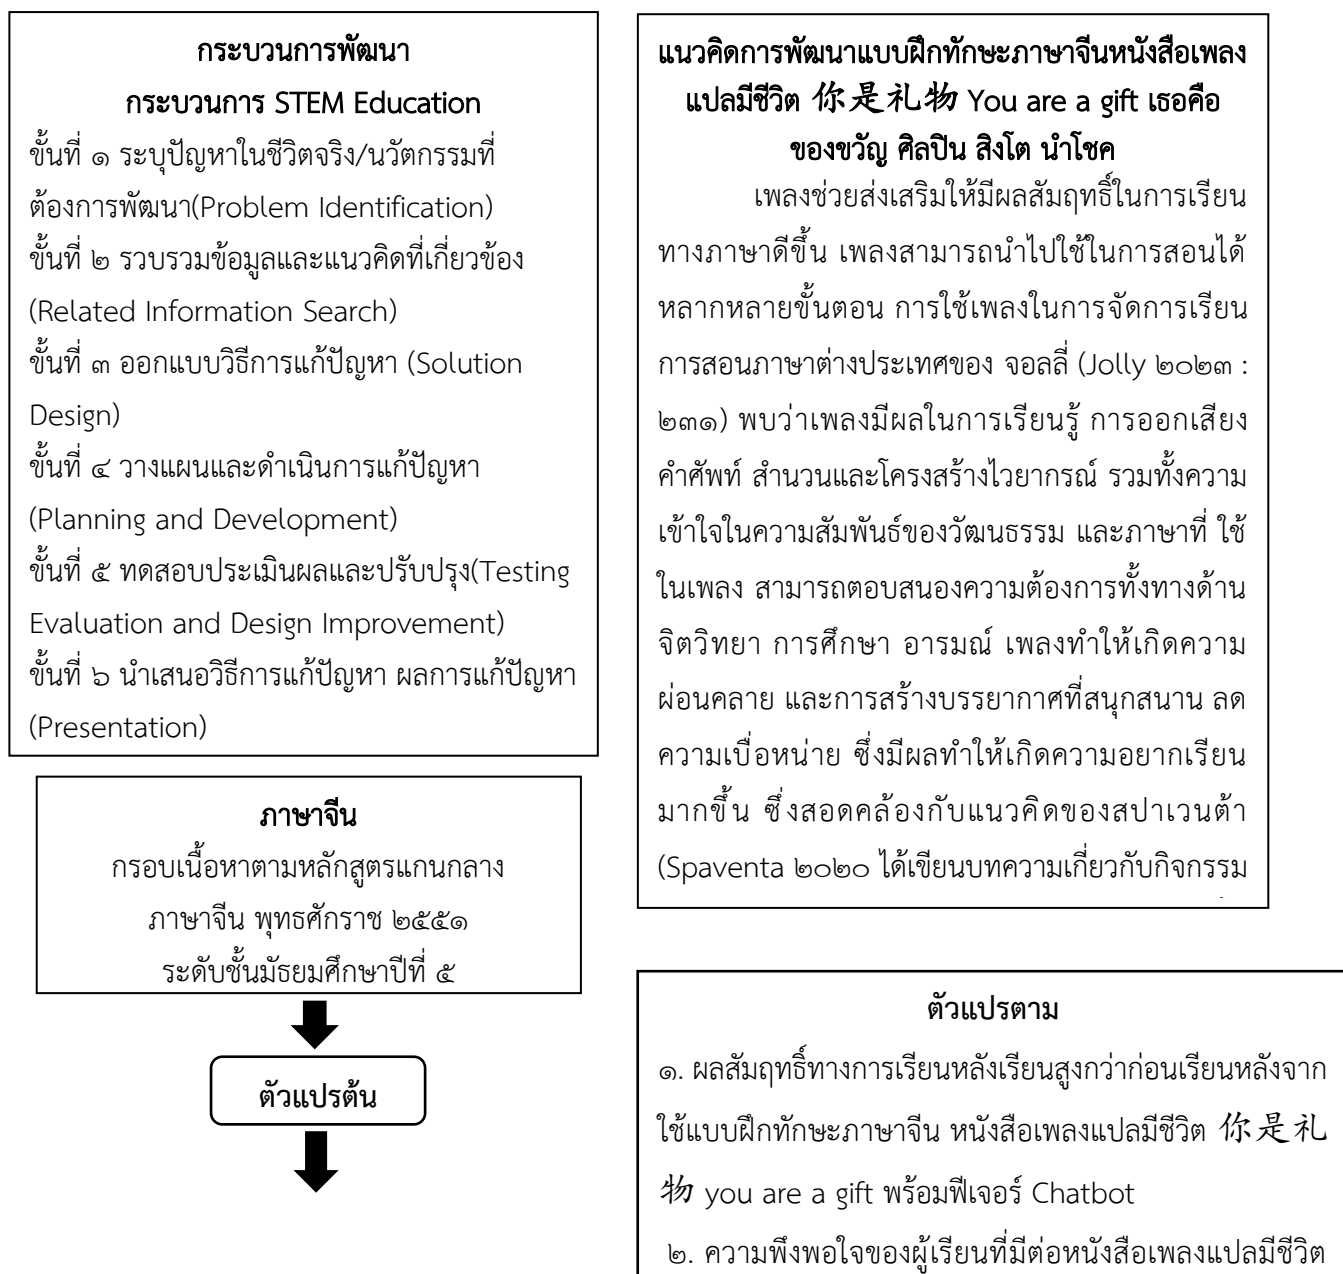 กระบวนการพัฒนา
กระบวนการ STEM Education
ขั้นที่ ๑ ระบุปัญหาในชีวิตจริง/นวัตกรรมที่
ต้องการพัฒนา(Problem Identification)
ขั้นที่ ๒ รวบรวมข้อมูลและแนวคิดที่เกี่ยวข้อง
(Related Information Search)
ขั้นที่ ๓ ออกแบบวิธีการแก้ปัญหา (Solution
Design)
ขั้นที่ ๔ วางแผนและดำเนินการแก้ปัญหา
(Planning and Development)
ขั้นที่ ๕ ทดสอบประเมินผลและปรับปรุง(Testing
Evaluation and Design Improvement)
ขั้นที่ ๖ นำเสนอวิธีการแก้ปัญหา ผลการแก้ปัญหา
(Presentation)
ภาษาจีน
กรอบเนื้อหาตามหลักสูตรแกนกลาง
ภาษาจีน พุทธศักราช ๒๕๕๑
ระดับชั้นมัธยมศึกษาปีที่ ๕
ตัวแปรต้น
แนวคิดการพัฒนาแบบฝึกทักษะภาษาจีนหนังสือเพลง
แปลมีชีวิต 你是礼物 You are a gift เธอคือ
ของขวัญ ศิลปิน สิงโต นำโชค
เพลงช่วยส่งเสริมให้มีผลสัมฤทธิ์ในการเรียน
ทางภาษาดีขึ้น เพลงสามารถนำไปใช้ในการสอนได้
หลากหลายขั้นตอน การใช้เพลงในการจัดการเรียน
การสอนภาษาต่างประเทศของ จอลลี่ (Jolly ๒๐๒๓ :
๒๓๑) พบว่าเพลงมีผลในการเรียนรู้ การออกเสียง
คำศัพท์ สำนวนและโครงสร้างไวยากรณ์ รวมทั้งความ
เข้าใจในความสัมพันธ์ของวัฒนธรรม และภาษาที่ ใช้
ในเพลง สามารถตอบสนองความต้องการทั้งทางด้าน
จิตวิทยา การศึกษา อารมณ์ เพลงทำให้เกิดความ
ผ่อนคลาย และการสร้างบรรยากาศที่สนุกสนาน ลด
ความเบื่อหน่าย ซึ่งมีผลทำให้เกิดความอยากเรียน
มากขึ้น ซึ่งสอดคล้องกับแนวคิดของสปาเวนต้า
(Spaventa ๒๐๒๐ ได้เขียนบทความเกี่ยวกับกิจกรรม
ตัวแปรตาม
๑. ผลสัมฤทธิ์ทางการเรียนหลังเรียนสูงกว่าก่อนเรียนหลังจาก
ใช้แบบฝึกทักษะภาษาจีน หนังสือเพลงแปลมีชีวิต 你是礼
物 you are a gift พร้อมฟีเจอร์ Chatbot
๒. ความพึงพอใจของผู้เรียนที่มีต่อหนังสือเพลงแปลมีชีวิต